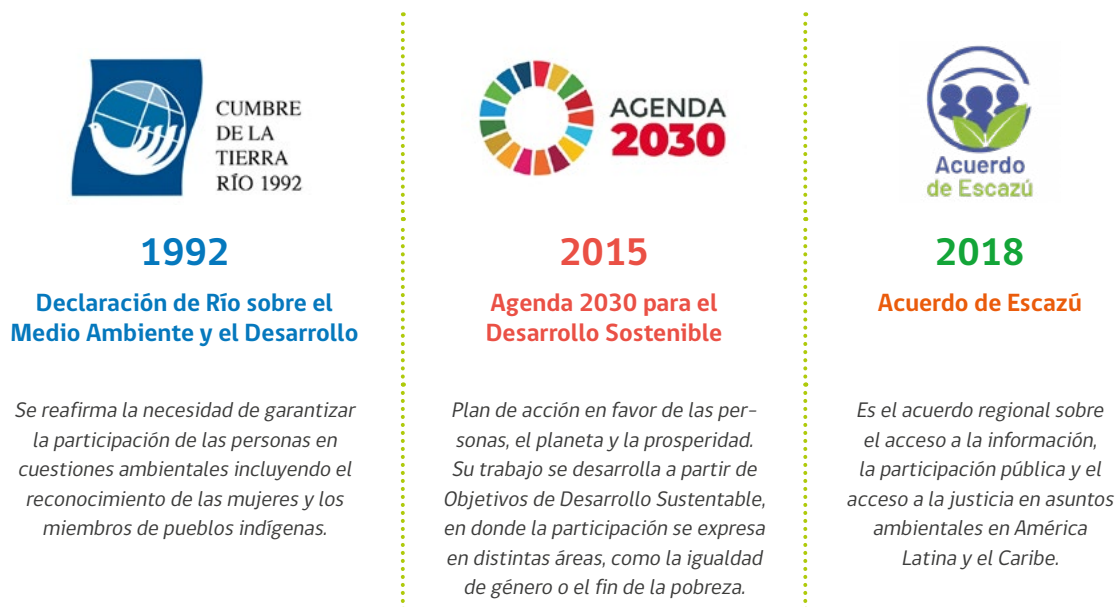 CUMBRE
DE LA
TIERRA
RÍO 1992
1992
Declaración de Río sobre el
Medio Ambiente y el Desarrollo
Se reafirma la necesidad de garantizar
la participación de las personas en
cuestiones ambientales incluyendo el
reconocimiento de las mujeres y los
miembros de pueblos indígenas.
AGENDA
2030
2015
Agenda 2030 para el
Desarrollo Sostenible
Plan de acción en favor de las per-
sonas, el planeta y la prosperidad.
Su trabajo se desarrolla a partir de
Objetivos de Desarrollo Sustentable,
en donde la participación se expresa
en distintas áreas, como la igualdad
de género o el fin de la pobreza.
Acuerdo
de Escazú
2018
Acuerdo de Escazú
Es el acuerdo regional sobre
el acceso a la información,
la participación pública y el
acceso a la justicia en asuntos
ambientales en América
Latina y el Caribe.